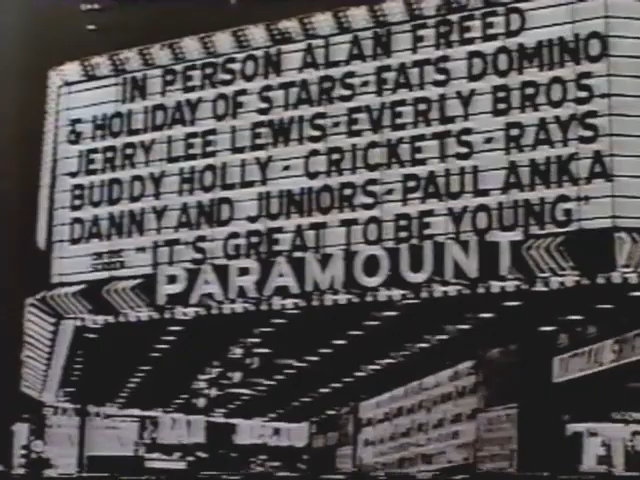 IN PERSON ALAN FREED
& HOLIDAY OF STARS-FATS DOMINO
JERRY LEE LEWIS-EVERLY BROS.
BUDDY HOLLY-CRICKETS-RAYS
DANNY AND JUNIORS-PAUL ANKA
"IT'S GREAT TO BE YOUNG"
PARAMOUNT